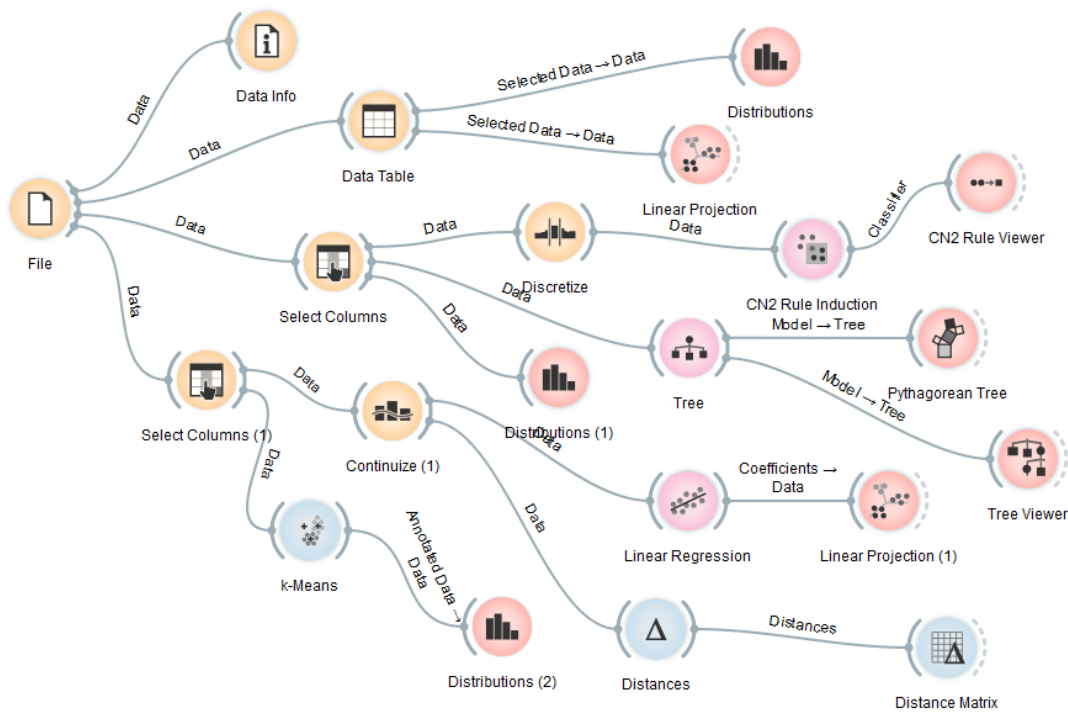 Data
Data Info
Data
Data Table
Selected Data → Data
Distributions
Selected Data → Data
Linear Projection
File
Data
Select Columns
Data
Discretize
Data
CN2 Rule Induction
Classifier
CN2 Rule Viewer
Data
Tree
Model → Tree
Pythagorean Tree
Model → Tree
Tree Viewer
Data
Distributions (1)
Data
Select Columns (1)
Data
Continuize (1)
Data
Linear Regression
Coefficients →
Data
Linear Projection (1)
Data
k-Means
Annotated Data →
Data
Distributions (2)
Data
Distances
Distances
Distance Matrix